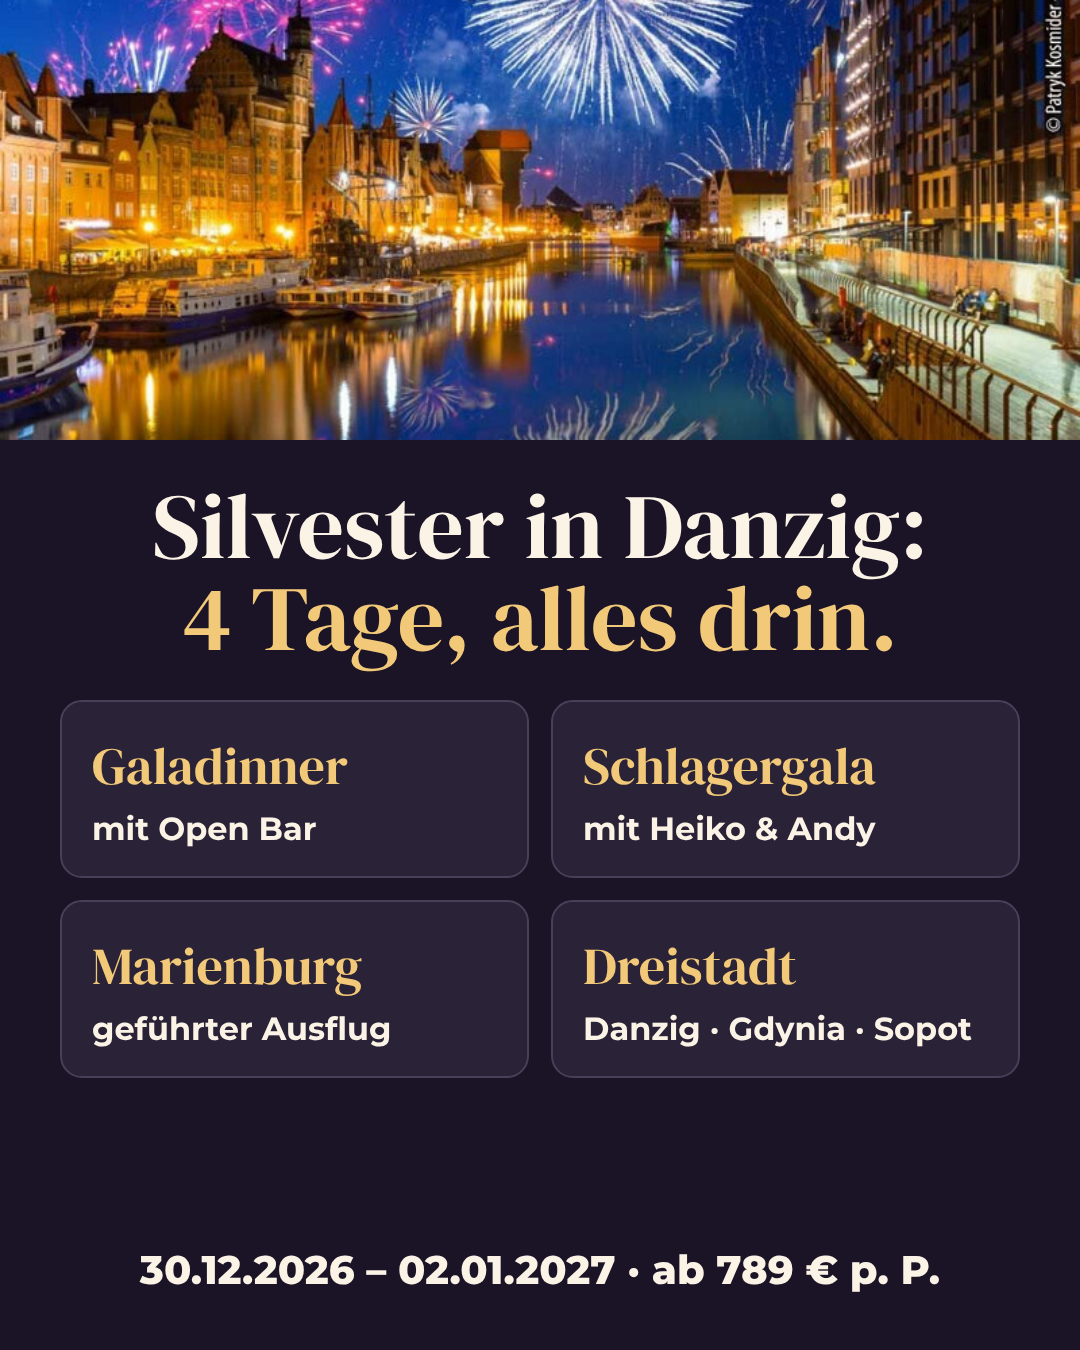 © Patryk Kosmider
Silvester in Danzig:
4 Tage, alles drin.
Galadinner
mit Open Bar
Schlagergala
mit Heiko & Andy
Marienburg
geführter Ausflug
Dreistadt
Danzig · Gdynia · Sopot
30.12.2026 – 02.01.2027 · ab 789 € p. P.